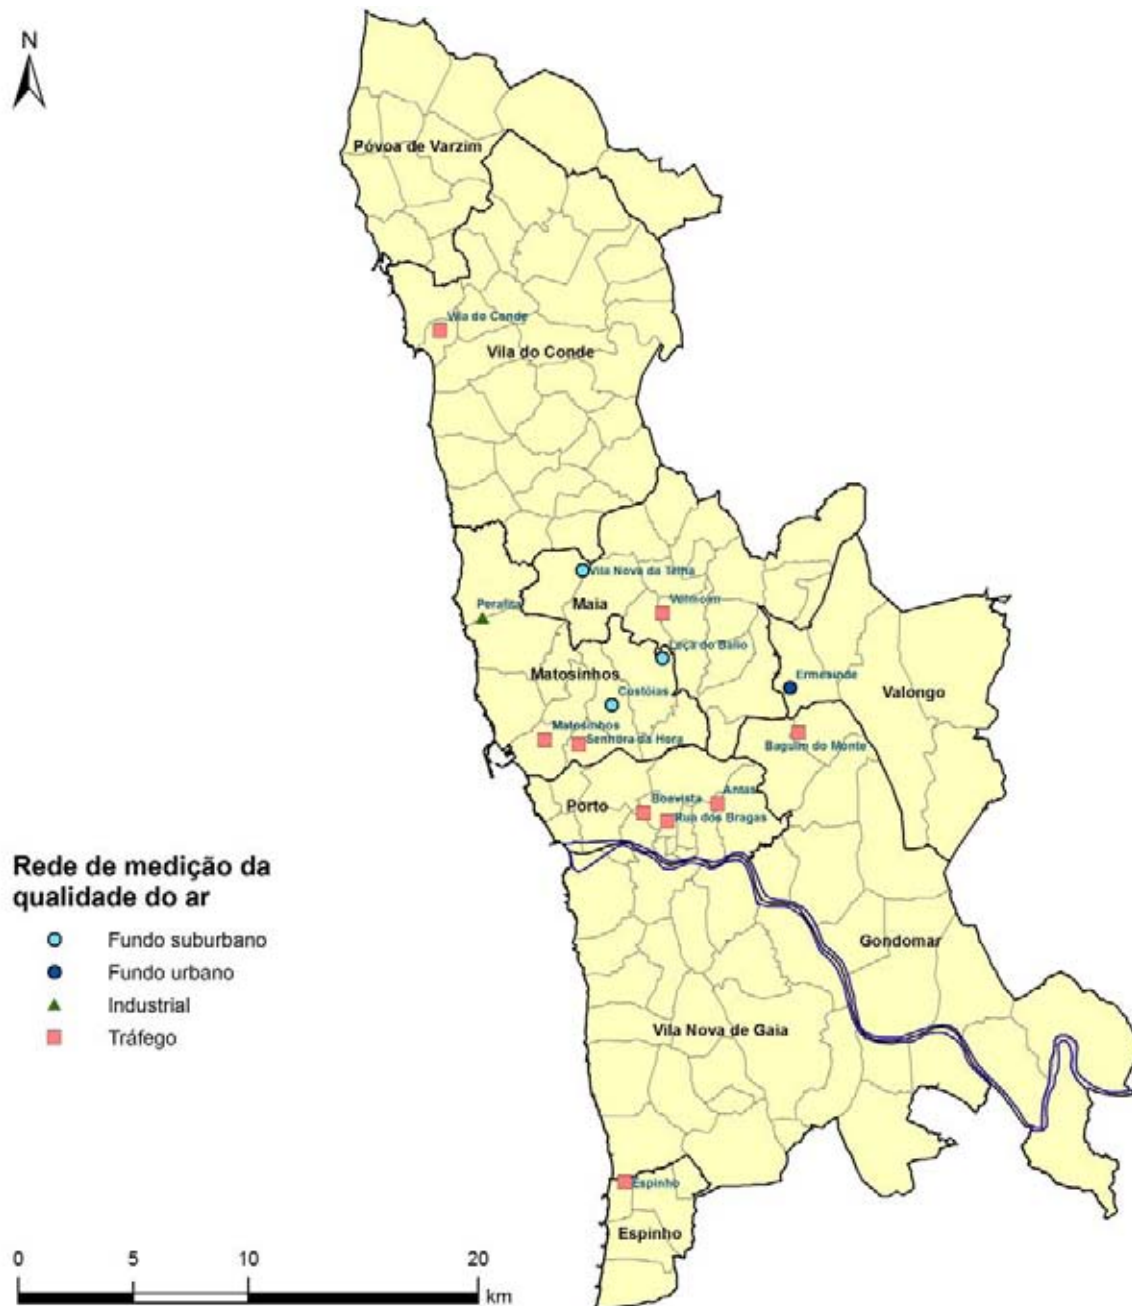 N
Póvoa de Varzim
Vila do Conde
Vila do Conde
Vila Nova da Telha
Maia
Vermoim
Perafita
Leça do Balio
Matosinhos
Ermesinde
Valongo
Custóias
Matosinhos
Senhora da Hora
Baguim do Monte
Antas
Boavista
Porto
Rua dos Bragas
Rede de medição da
qualidade do ar
Fundo suburbano
Fundo urbano
Industrial
Tráfego
Gondomar
Vila Nova de Gaia
Espinho
Espinho
0 5 10 20
km